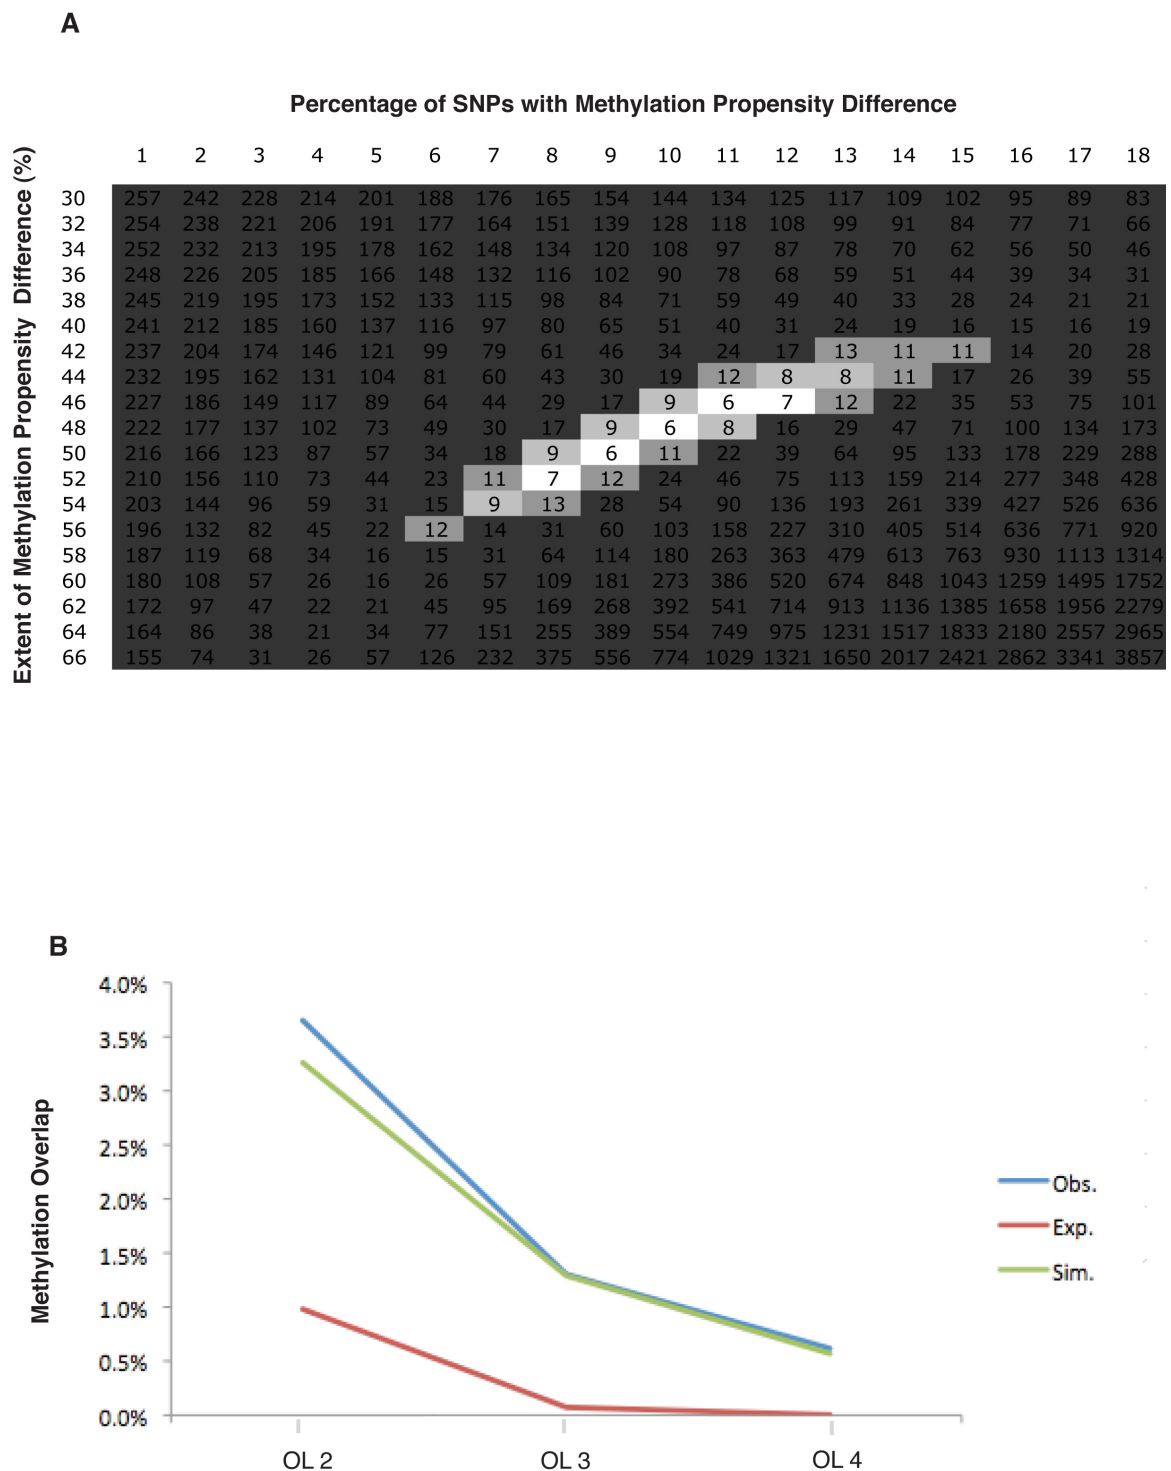 A
Percentage of SNPs with Methylation Propensity Difference
1 2 3 4 5 6 7 8 9 10 11 12 13 14 15 16 17 18
Extent of Methylation Propensity Difference (%)
30 257 242 228 214 201 188 176 165 154 144 134 125 117 109 102 95 89 83
32 254 238 221 206 191 177 164 151 139 128 118 108 99 91 84 77 71 66
34 252 232 213 195 178 162 148 134 120 108 97 87 78 70 62 56 50 46
36 248 226 205 185 166 148 132 116 102 90 78 68 59 51 44 39 34 31
38 245 219 195 173 152 133 115 98 84 71 59 49 40 33 28 24 21 21
40 241 212 185 160 137 116 97 80 65 51 40 31 24 19 16 15 16 19
42 237 204 174 146 121 99 79 61 46 34 24 17 13 11 11 14 20 28
44 232 195 162 131 104 81 60 43 30 19 12 8 8 11 17 26 39 55
46 227 186 149 117 89 64 44 29 17 9 6 7 12 22 35 53 75 101
48 222 177 137 102 73 49 30 17 9 6 8 16 29 47 71 100 134 173
50 216 166 123 87 57 34 18 9 6 11 22 39 64 95 133 178 229 288
52 210 156 110 73 44 23 11 7 12 24 46 75 113 159 214 277 348 428
54 203 144 96 59 31 15 9 13 28 54 90 136 193 261 339 427 526 636
56 196 132 82 45 22 12 14 31 60 103 158 227 310 405 514 636 771 920
58 187 119 68 34 16 15 31 64 114 180 263 363 479 613 763 930 1113 1314
60 180 108 57 26 16 26 57 109 181 273 386 520 674 848 1043 1259 1495 1752
62 172 97 47 22 21 45 95 169 268 392 541 714 913 1136 1385 1658 1956 2279
64 164 86 38 21 34 77 151 255 389 554 749 975 1231 1517 1833 2180 2557 2965
66 155 74 31 26 57 126 232 375 556 774 1029 1321 1650 2017 2421 2862 3341 3857
B
Methylation Overlap
4.0%
3.5%
3.0%
2.5%
2.0%
1.5%
1.0%
0.5%
0.0%
OL 2 OL 3 OL 4
Obs.
Exp.
Sim.